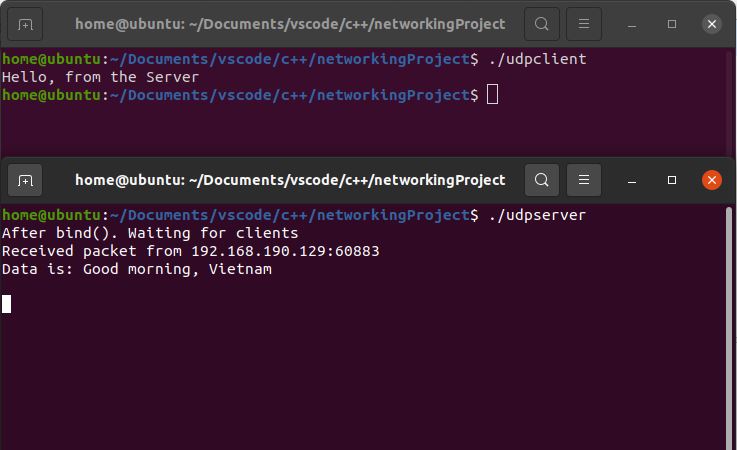 home@ubuntu: ~/Documents/vscode/c++/networkingProject
home@ubuntu:~/Documents/vscode/c++/networkingProject$ ./udpclient
Hello, from the Server
home@ubuntu:~/Documents/vscode/c++/networkingProject$
home@ubuntu: ~/Documents/vscode/c++/networkingProject
home@ubuntu:~/Documents/vscode/c++/networkingProject$ ./udpserver
After bind(). Waiting for clients
Received packet from 192.168.190.129:60883
Data is: Good morning, Vietnam